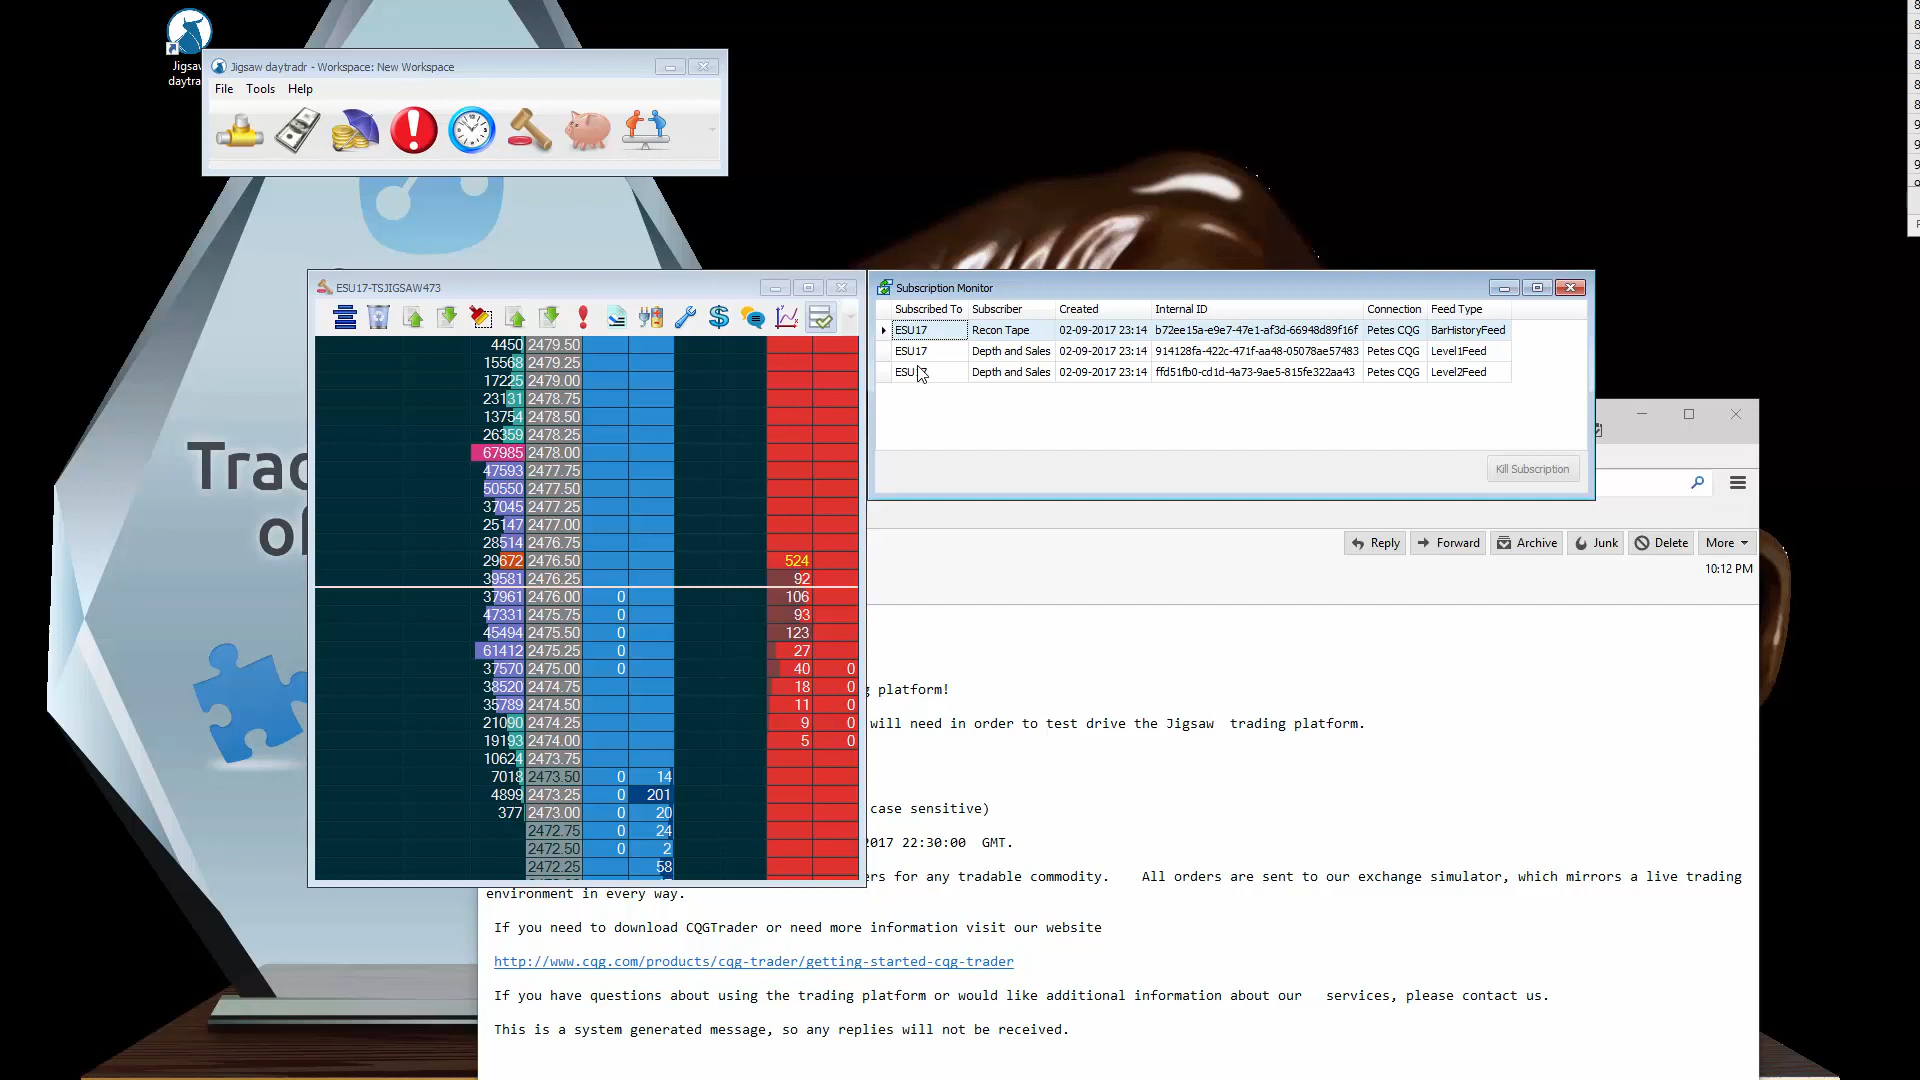 Jigsaw
daytra
Jigsaw daytradr - Workspace: New Workspace
File Tools Help
Trad
of
ESU17-TSJIGSAW473
4450 2479.50
15568 2479.25
17225 2479.00
23131 2478.75
13754 2478.50
26359 2478.25
67985 2478.00
47593 2477.75
50550 2477.50
37045 2477.25
25147 2477.00
28514 2476.75
29672 2476.50 524
39581 2476.25 92
37961 2476.00 0 106
47331 2475.75 0 93
45494 2475.50 0 123
61412 2475.25 0 27
37570 2475.00 0 40 0
38520 2474.75 18 0
35789 2474.50 11 0
21090 2474.25 9 0
19193 2474.00 5 0
10624 2473.75
7018 2473.50 0 14
4899 2473.25 0 201
377 2473.00 0 20
2472.75 0 24
2472.50 0 2
2472.25 58
Subscription Monitor
Subscribed To Subscriber Created Internal ID Connection Feed Type
ESU17 Recon Tape 02-09-2017 23:14 b72ee15a-e9e7-47e1-af3d-66948d89f16f Petes CQG BarHistoryFeed
ESU17 Depth and Sales 02-09-2017 23:14 914128fa-422c-471f-aa48-05078ae57483 Petes CQG Level1Feed
ESU17 Depth and Sales 02-09-2017 23:14 ffd51fb0-cd1d-4a73-9ae5-815fe322aa43 Petes CQG Level2Feed
Kill Subscription
Reply Forward Archive Junk Delete More
10:12 PM
platform!
will need in order to test drive the Jigsaw trading platform.
case sensitive)
2017 22:30:00 GMT.
ers for any tradable commodity. All orders are sent to our exchange simulator, which mirrors a live trading
environment in every way.
If you need to download CQGTrader or need more information visit our website
http://www.cqg.com/products/cqg-trader/getting-started-cqg-trader
If you have questions about using the trading platform or would like additional information about our services, please contact us.
This is a system generated message, so any replies will not be received.